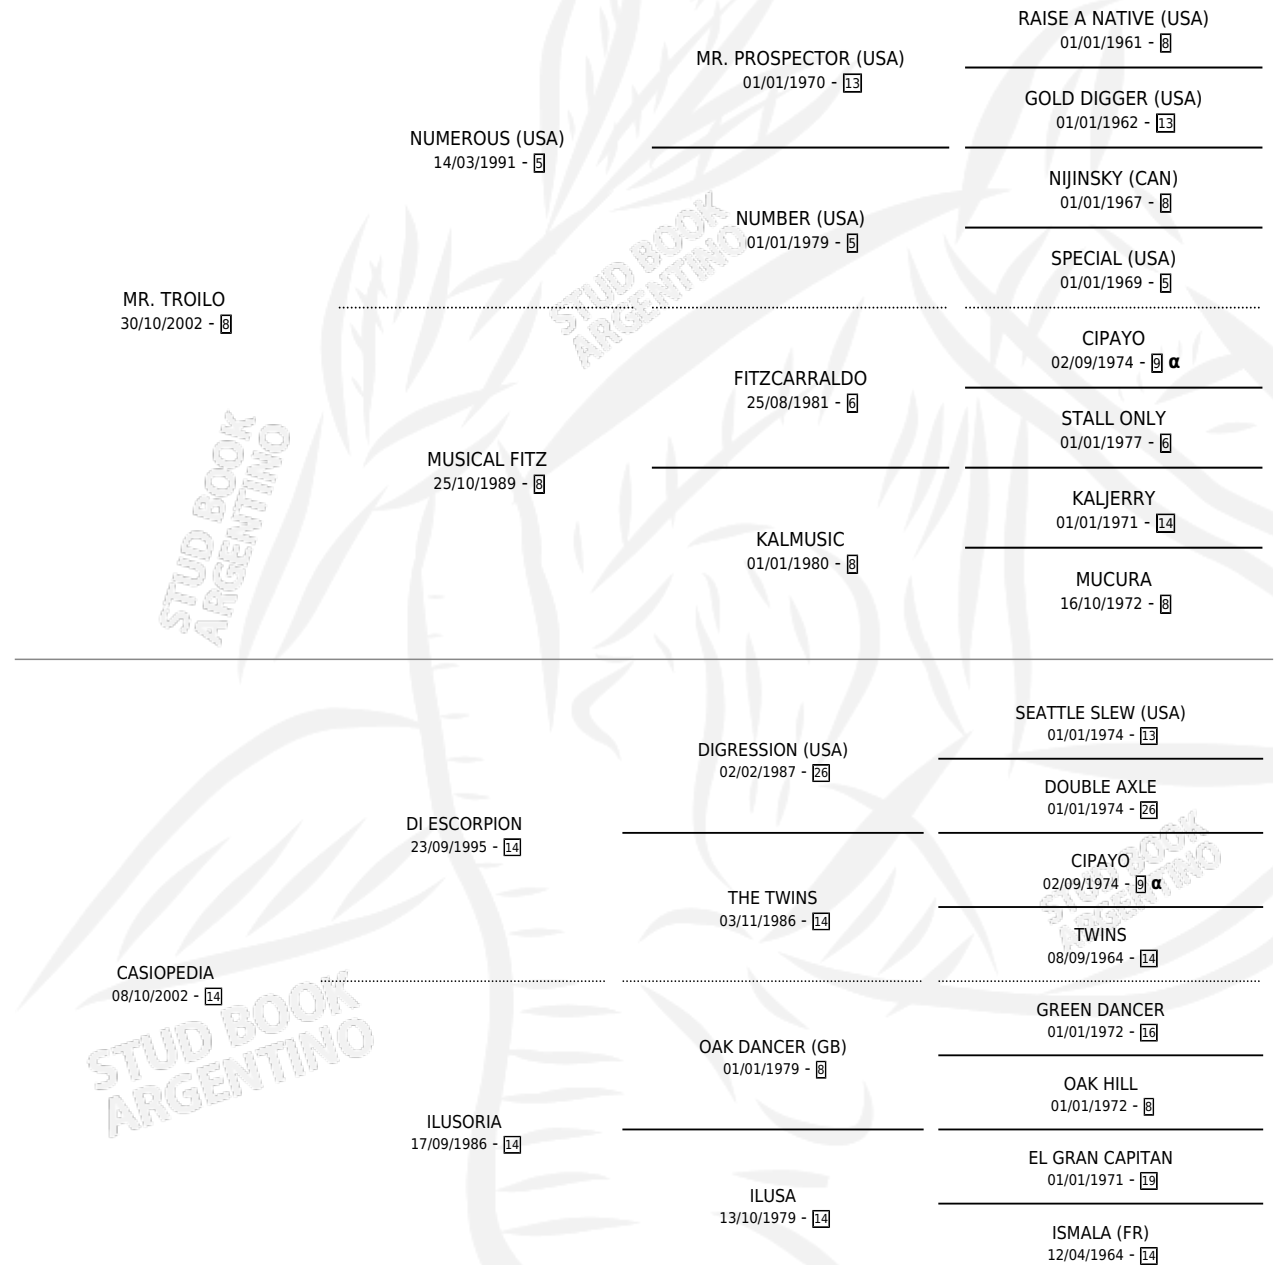 RAISE A NATIVE (USA)
01/01/1961 - 8
MR. PROSPECTOR (USA)
01/01/1970 - 13
GOLD DIGGER (USA)
01/01/1962 - 13
NUMEROUS (USA)
14/03/1991 - 5
NIJINSKY (CAN)
01/01/1967 - 8
NUMBER (USA)
01/01/1979 - 5
SPECIAL (USA)
01/01/1969 - 5
STUD BOOK
ARGENTINO
MR. TROILO
30/10/2002 - 8
CIPAYO
02/09/1974 - 9 α
FITZCARRALDO
25/08/1981 - 6
STALL ONLY
01/01/1977 - 6
MUSICAL FITZ
25/10/1989 - 8
KALJERRY
01/01/1971 - 14
KALMUSIC
01/01/1980 - 8
MUCURA
16/10/1972 - 8
STUD BOOK
ARGENTINO
SEATTLE SLEW (USA)
01/01/1974 - 13
DIGRESSION (USA)
02/02/1987 - 26
DOUBLE AXLE
01/01/1974 - 26
DI ESCORPION
23/09/1995 - 14
CIPAYO
02/09/1974 - 9 α
THE TWINS
03/11/1986 - 14
TWINS
08/09/1964 - 14
STUD BOOK
ARGENTINO
CASIOPEDIA
08/10/2002 - 14
STUD BOOK
ARGENTINO
GREEN DANCER
01/01/1972 - 16
OAK DANCER (GB)
01/01/1979 - 8
OAK HILL
01/01/1972 - 8
ILUSORIA
17/09/1986 - 14
EL GRAN CAPITAN
01/01/1971 - 19
ILUSA
13/10/1979 - 14
ISMALA (FR)
12/04/1964 - 14